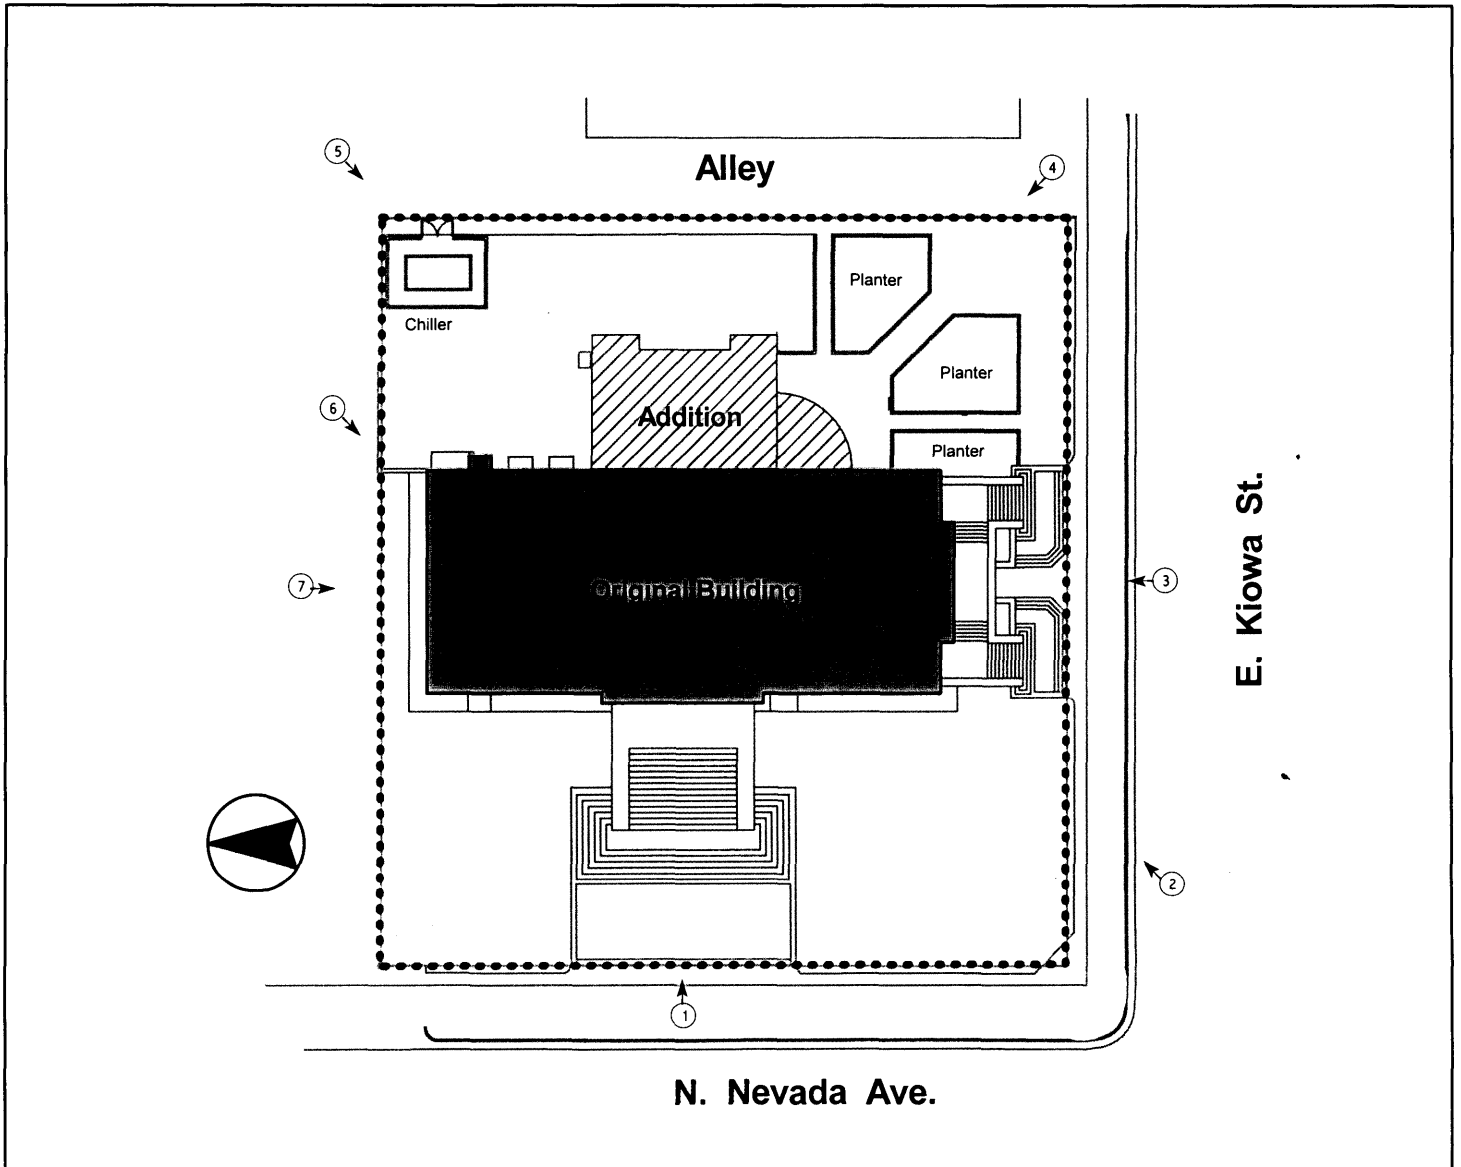 Alley
5
4
Planter
Chiller
Planter
6
Addition
Planter
E. Kiowa St.
7
Original Building
3
2
1
N. Nevada Ave.